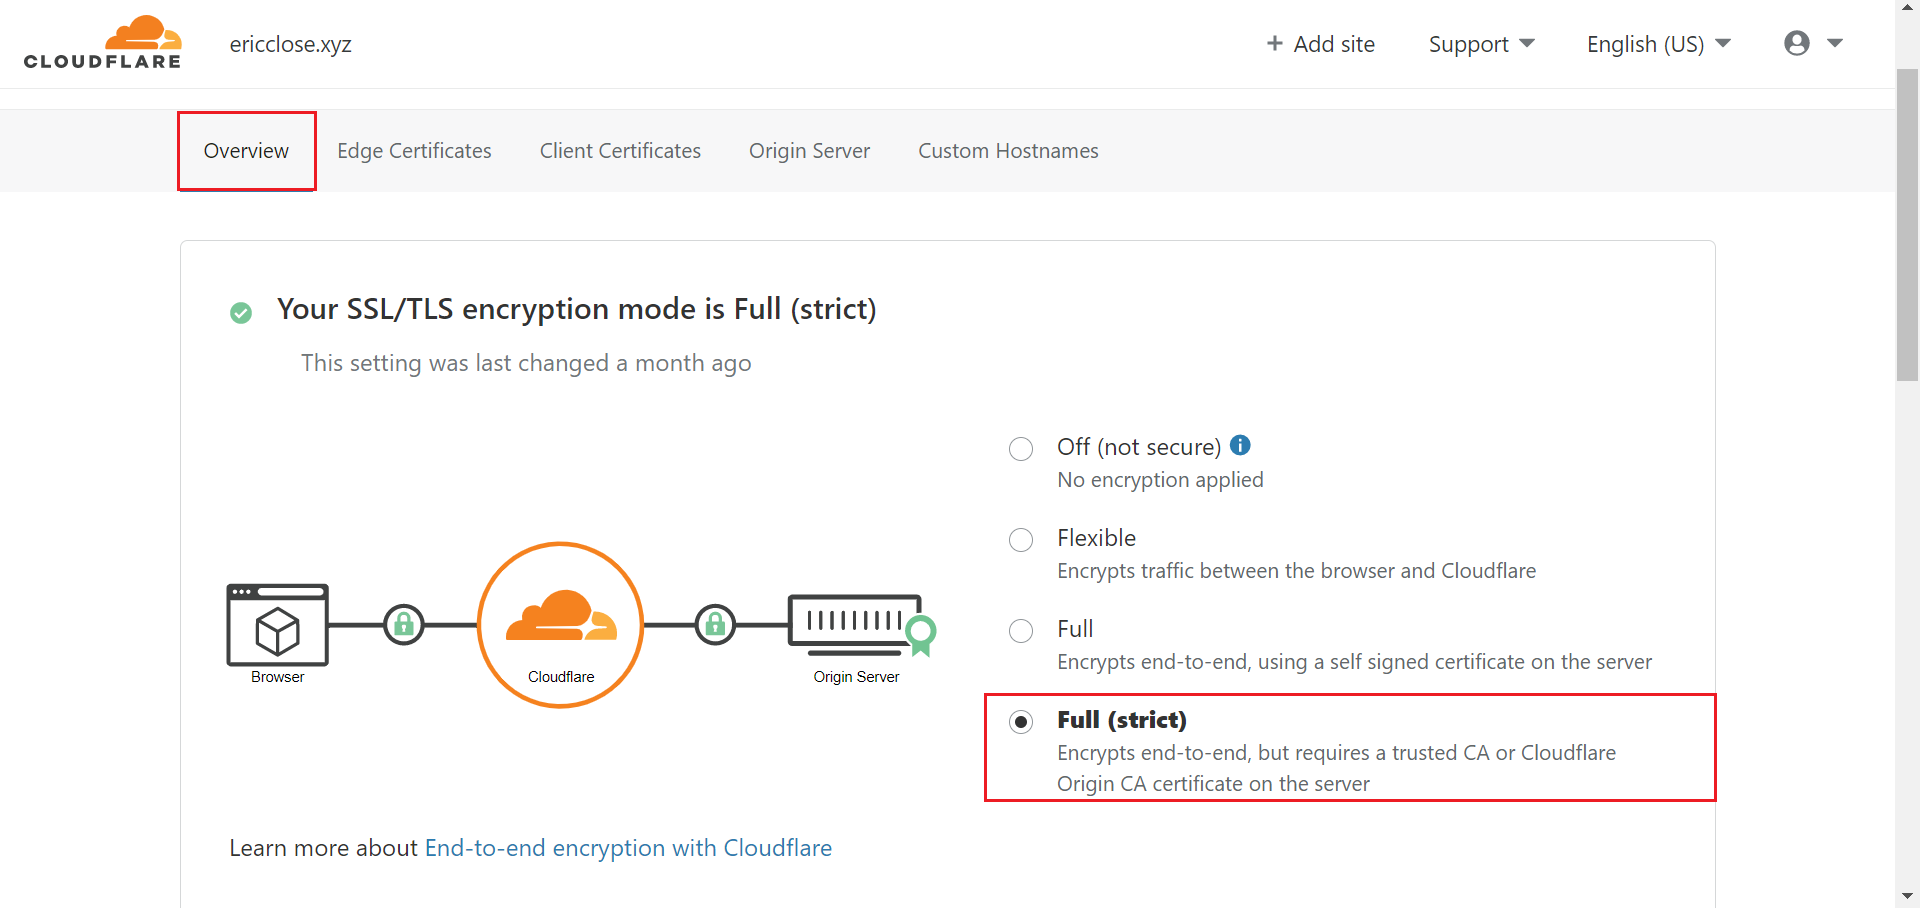 CLOUDFLARE
ericclose.xyz
+ Add site
Support
English (US)
Overview
Edge Certificates
Client Certificates
Origin Server
Custom Hostnames
Your SSL/TLS encryption mode is Full (strict)
This setting was last changed a month ago
Off (not secure)
No encryption applied
Flexible
Encrypts traffic between the browser and Cloudflare
Full
Encrypts end-to-end, using a self signed certificate on the server
Full (strict)
Encrypts end-to-end, but requires a trusted CA or Cloudflare
Origin CA certificate on the server
Browser
Cloudflare
Origin Server
Learn more about End-to-end encryption with Cloudflare